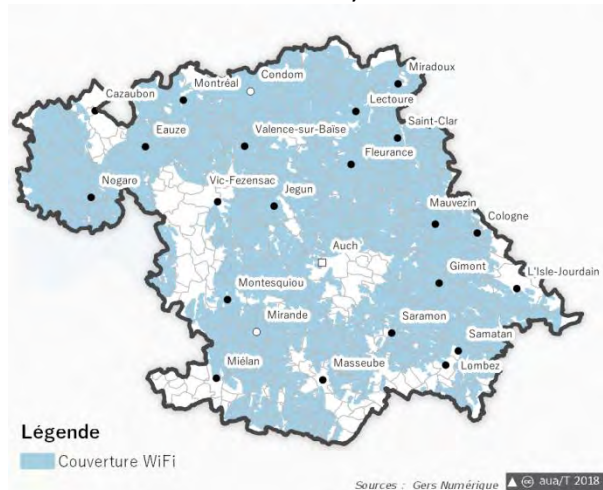 Miradoux
Montréal
Condom
Cazaubon
Lectoure
Saint-Clar
Eauze
Valence-sur-Baïse
Fleurance
Nogaro
Vic-Fezensac
Jegun
Mauvezin
Cologne
Auch
Gimont
L'Isle-Jourdain
Montesquiou
Mirande
Saramon
Samatan
Miélan
Masseube
Lombez
Légende
Couverture WiFi
Sources : Gers Numérique
cc aua/T 2018